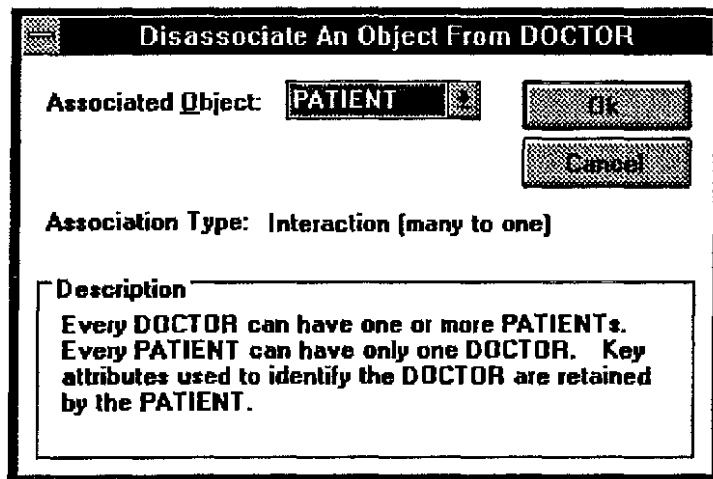 Disassociate An Object From DOCTOR
Associated Object: PATIENT
Ok
Cancel
Association Type: Interaction (many to one)
Description
Every DOCTOR can have one or more PATIENTs.
Every PATIENT can have only one DOCTOR. Key
attributes used to identify the DOCTOR are retained
by the PATIENT.